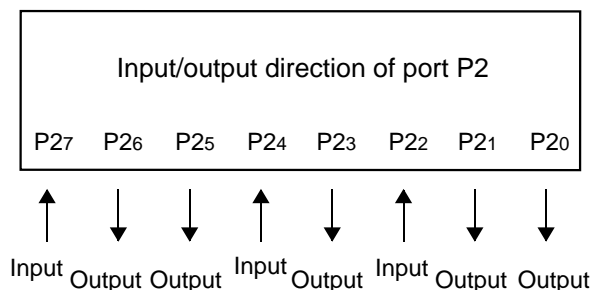 Input/output direction of port P2
P27 P26 P25 P24 P23 P22 P21 P20
Input Output Output Input Output Input Output Output